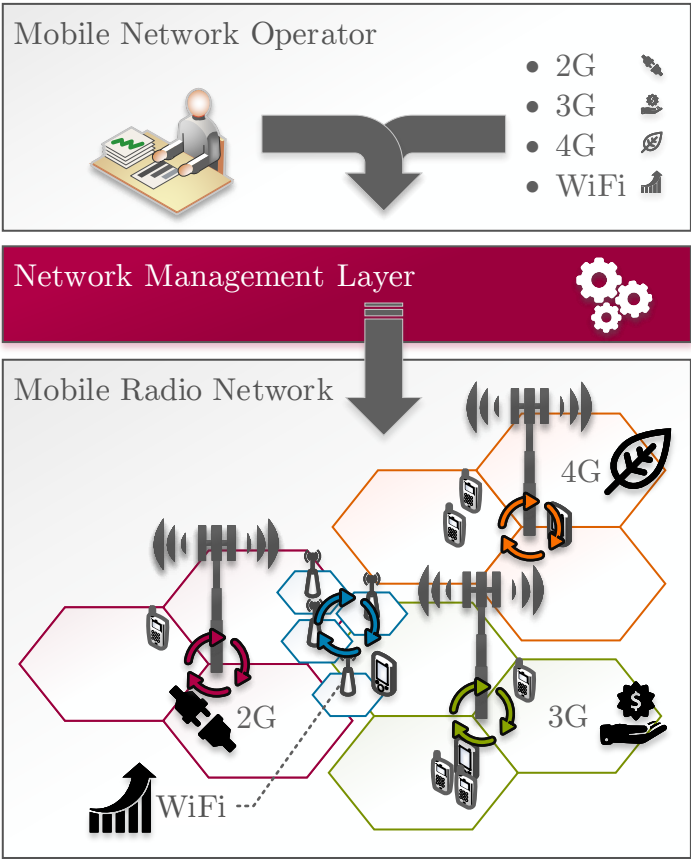 Mobile Network Operator
• 2G
• 3G
• 4G
• WiFi
Network Management Layer
Mobile Radio Network
4G
2G
3G
$
WiFi